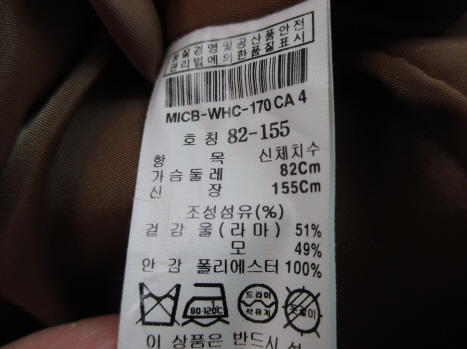 품질경영및공산품안전
관리법에의한품질표시
MICB-WHC-170 CA 4
호칭 82-155
항 목 신체치수
가슴둘레 82Cm
신 장 155Cm
조성섬유(%)
겉감 울(라마) 51%
모 49%
안감 폴리에스터 100%
80-120℃
드라이
석유계
이 상품은 반드시